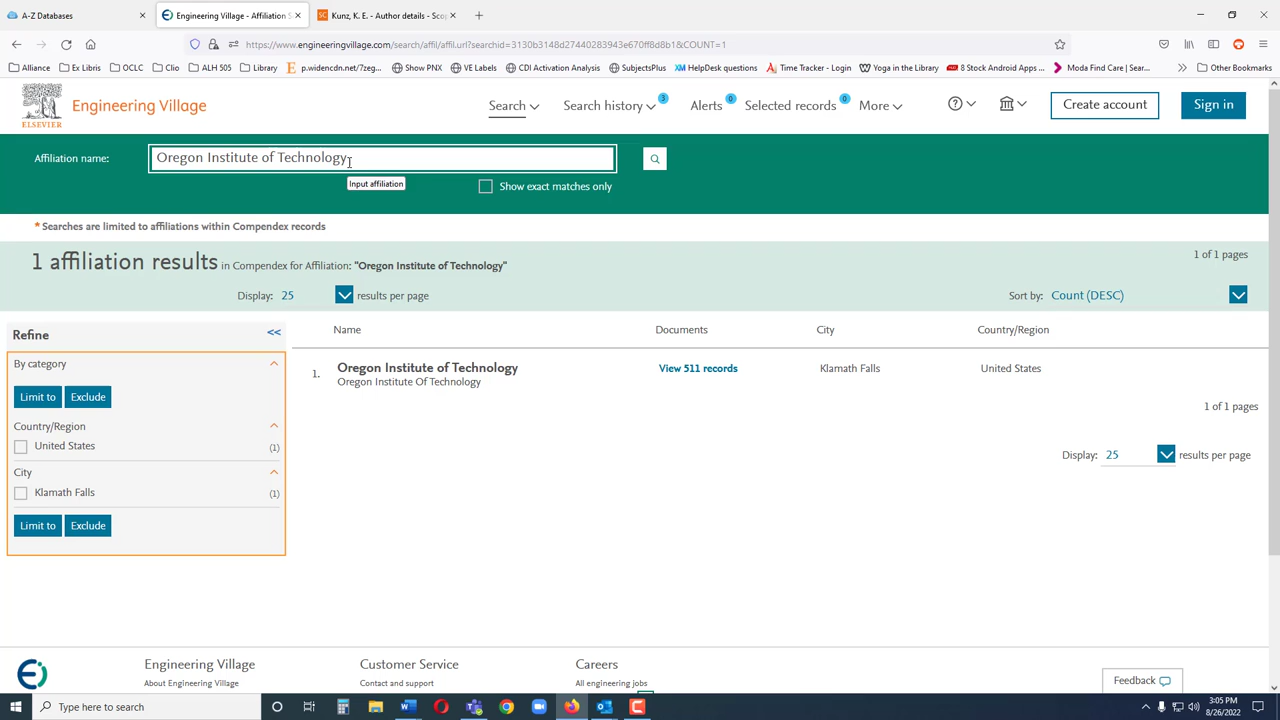 A-Z Databases
Engineering Village - Affiliation S
SC Kunz, K. E. - Author details - Sco
https://www.engineeringvillage.com/search/affil/affil.url?searchid=3130b3148d27440283943e670ff8d8b1&COUNT=1
Alliance Ex Libris OCLC Clio ALH 505 Library p.widencdn.net/7zeg... Show PNX VE Labels CDI Activation Analysis SubjectsPlus HelpDesk questions Time Tracker - Login Yoga in the Library 8 Stock Android Apps ... Moda Find Care | Sear... Other Bookmarks
ELSEVIER
Engineering Village
Search Search history 3 Alerts 0 Selected records 0 More
Create account
Sign in
Affiliation name:
Oregon Institute of Technology
Input affiliation
Show exact matches only
* Searches are limited to affiliations within Compendex records
1 affiliation results in Compendex for Affiliation: "Oregon Institute of Technology"
1 of 1 pages
Display: 25 results per page
Sort by: Count (DESC)
Refine <<
By category
Limit to Exclude
Country/Region
United States (1)
City
Klamath Falls (1)
Limit to Exclude
Name Documents City Country/Region
1. Oregon Institute of Technology View 511 records Klamath Falls United States
Oregon Institute Of Technology
1 of 1 pages
Display: 25 results per page
Engineering Village
About Engineering Village
Customer Service
Contact and support
Careers
All engineering jobs
Feedback
Type here to search
3:05 PM
8/26/2022